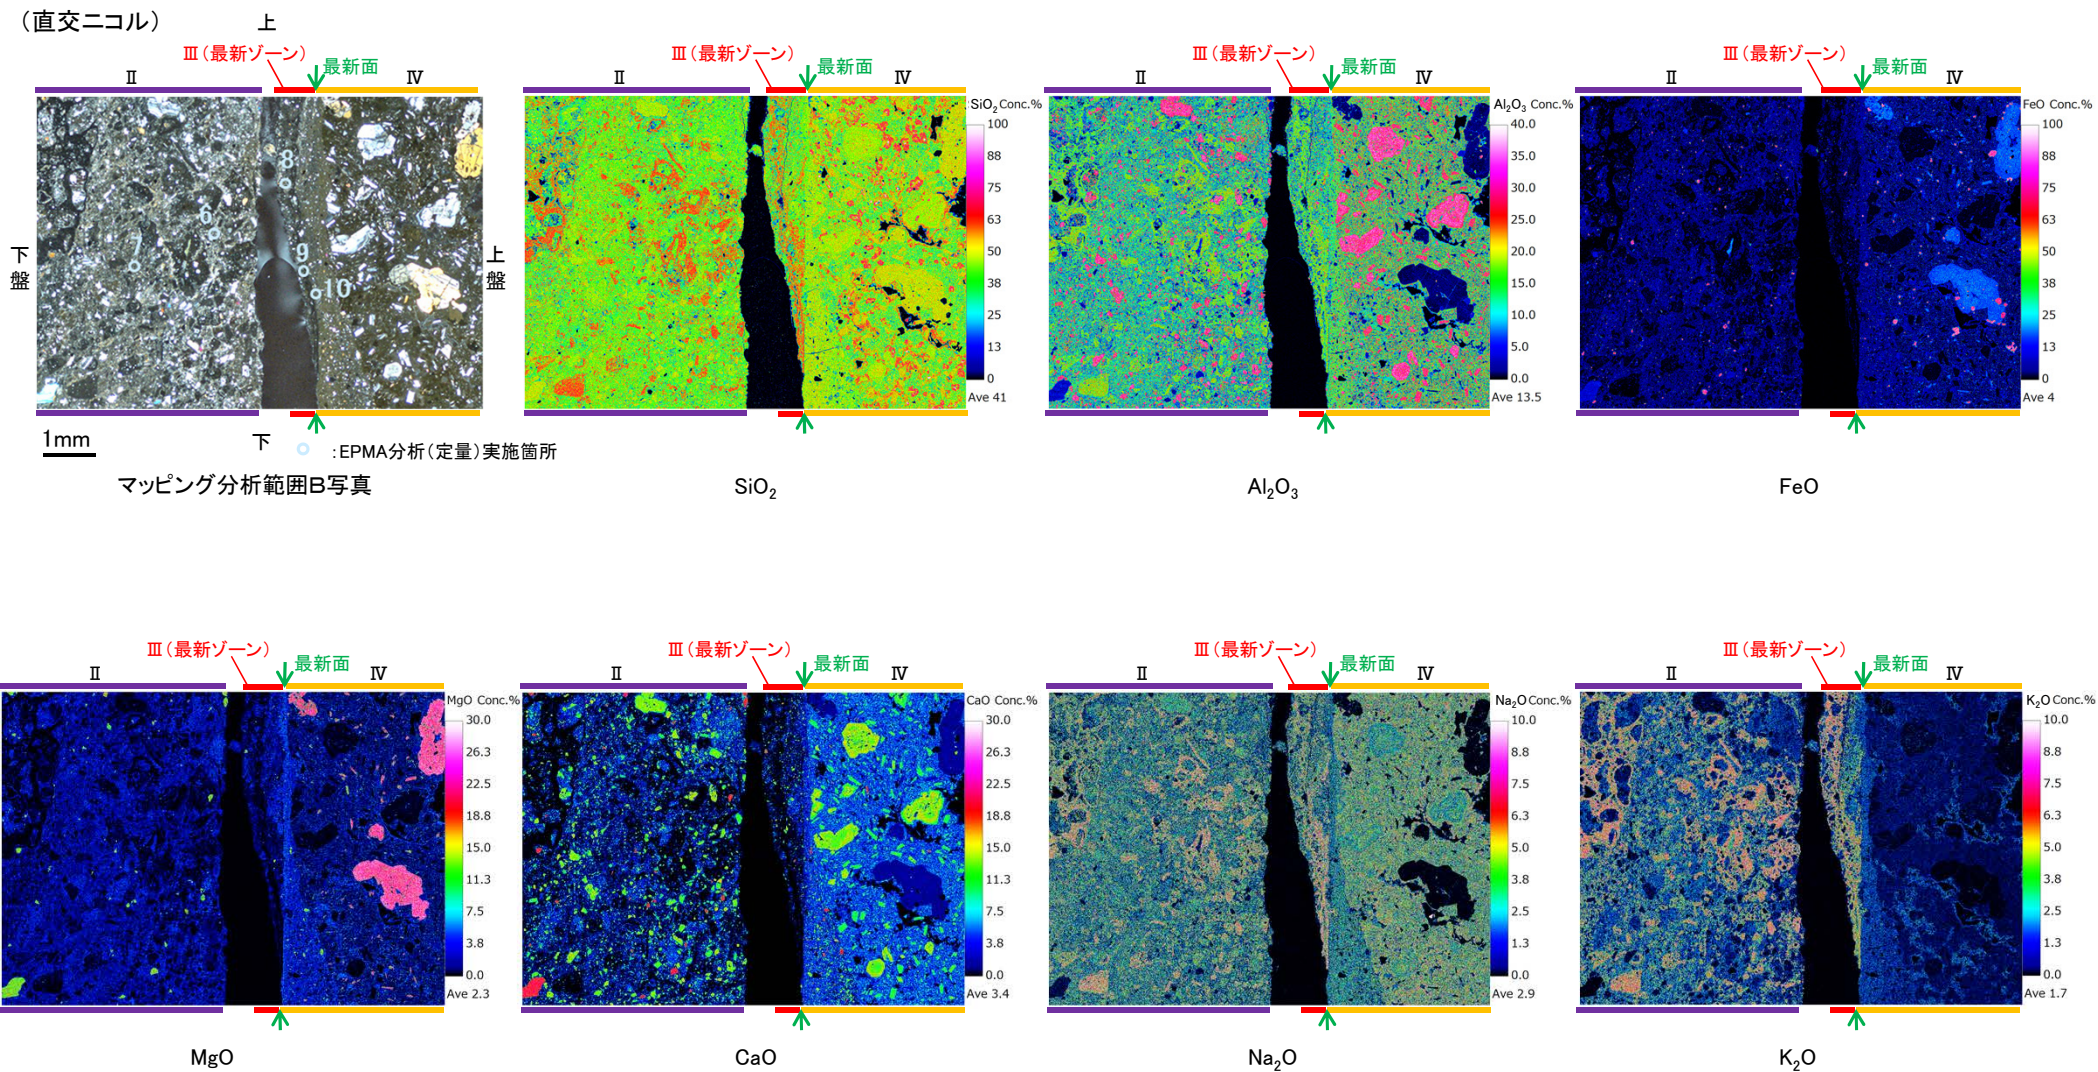 (直交ニコル)
上
Ⅲ(最新ゾーン)
最新面
Ⅱ
Ⅳ
下盤
上盤
8
6
7
9
10
1mm
下
:EPMA分析(定量)実施箇所
マッピング分析範囲B写真
Ⅲ(最新ゾーン)
最新面
Ⅱ
Ⅳ
SiO₂ Conc.%
100
88
75
63
50
38
25
13
0
Ave 41
SiO₂
Ⅲ(最新ゾーン)
最新面
Ⅱ
Ⅳ
Al₂O₃ Conc.%
40.0
35.0
30.0
25.0
20.0
15.0
10.0
5.0
0.0
Ave 13.5
Al₂O₃
Ⅲ(最新ゾーン)
最新面
Ⅱ
Ⅳ
FeO Conc.%
100
88
75
63
50
38
25
13
0
Ave 4
FeO
Ⅲ(最新ゾーン)
最新面
Ⅱ
Ⅳ
MgO Conc.%
30.0
26.3
22.5
18.8
15.0
11.3
7.5
3.8
0.0
Ave 2.3
MgO
Ⅲ(最新ゾーン)
最新面
Ⅱ
Ⅳ
CaO Conc.%
30.0
26.3
22.5
18.8
15.0
11.3
7.5
3.8
0.0
Ave 3.4
CaO
Ⅲ(最新ゾーン)
最新面
Ⅱ
Ⅳ
Na₂O Conc.%
10.0
8.8
7.5
6.3
5.0
3.8
2.5
1.3
0.0
Ave 2.9
Na₂O
Ⅲ(最新ゾーン)
最新面
Ⅱ
Ⅳ
K₂O Conc.%
10.0
8.8
7.5
6.3
5.0
3.8
2.5
1.3
0.0
Ave 1.7
K₂O